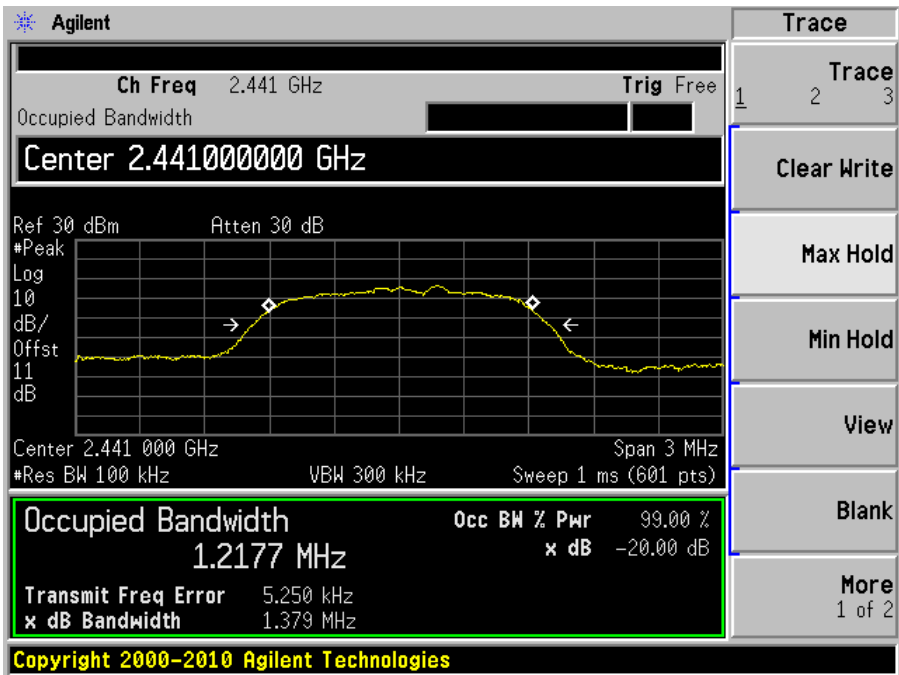 Agilent
Trace
Ch Freq 2.441 GHz Trig Free
Occupied Bandwidth
Center 2.441000000 GHz
Ref 30 dBm Atten 30 dB
#Peak
Log
10
dB/
Offst
11
dB
Center 2.441 000 GHz Span 3 MHz
#Res BW 100 kHz VBW 300 kHz Sweep 1 ms (601 pts)
Occupied Bandwidth
1.2177 MHz
Occ BW % Pwr 99.00 %
x dB -20.00 dB
Transmit Freq Error 5.250 kHz
x dB Bandwidth 1.379 MHz
Copyright 2000-2010 Agilent Technologies
Trace
1 2 3
Clear Write
Max Hold
Min Hold
View
Blank
More
1 of 2